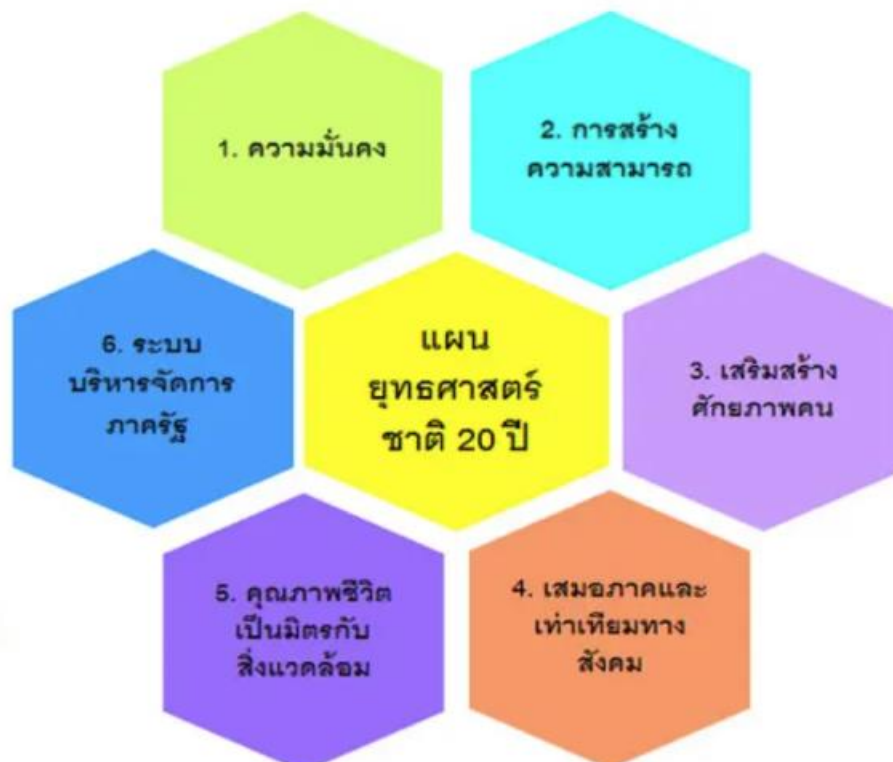 1. ความมั่นคง
2. การสร้าง
ความสามารถ
3. เสริมสร้าง
ศักยภาพคน
4. เสมอภาคและ
เท่าเทียมทาง
สังคม
5. คุณภาพชีวิต
เป็นมิตรกับ
สิ่งแวดล้อม
6. ระบบ
บริหารจัดการ
ภาครัฐ
แผน
ยุทธศาสตร์
ชาติ 20 ปี